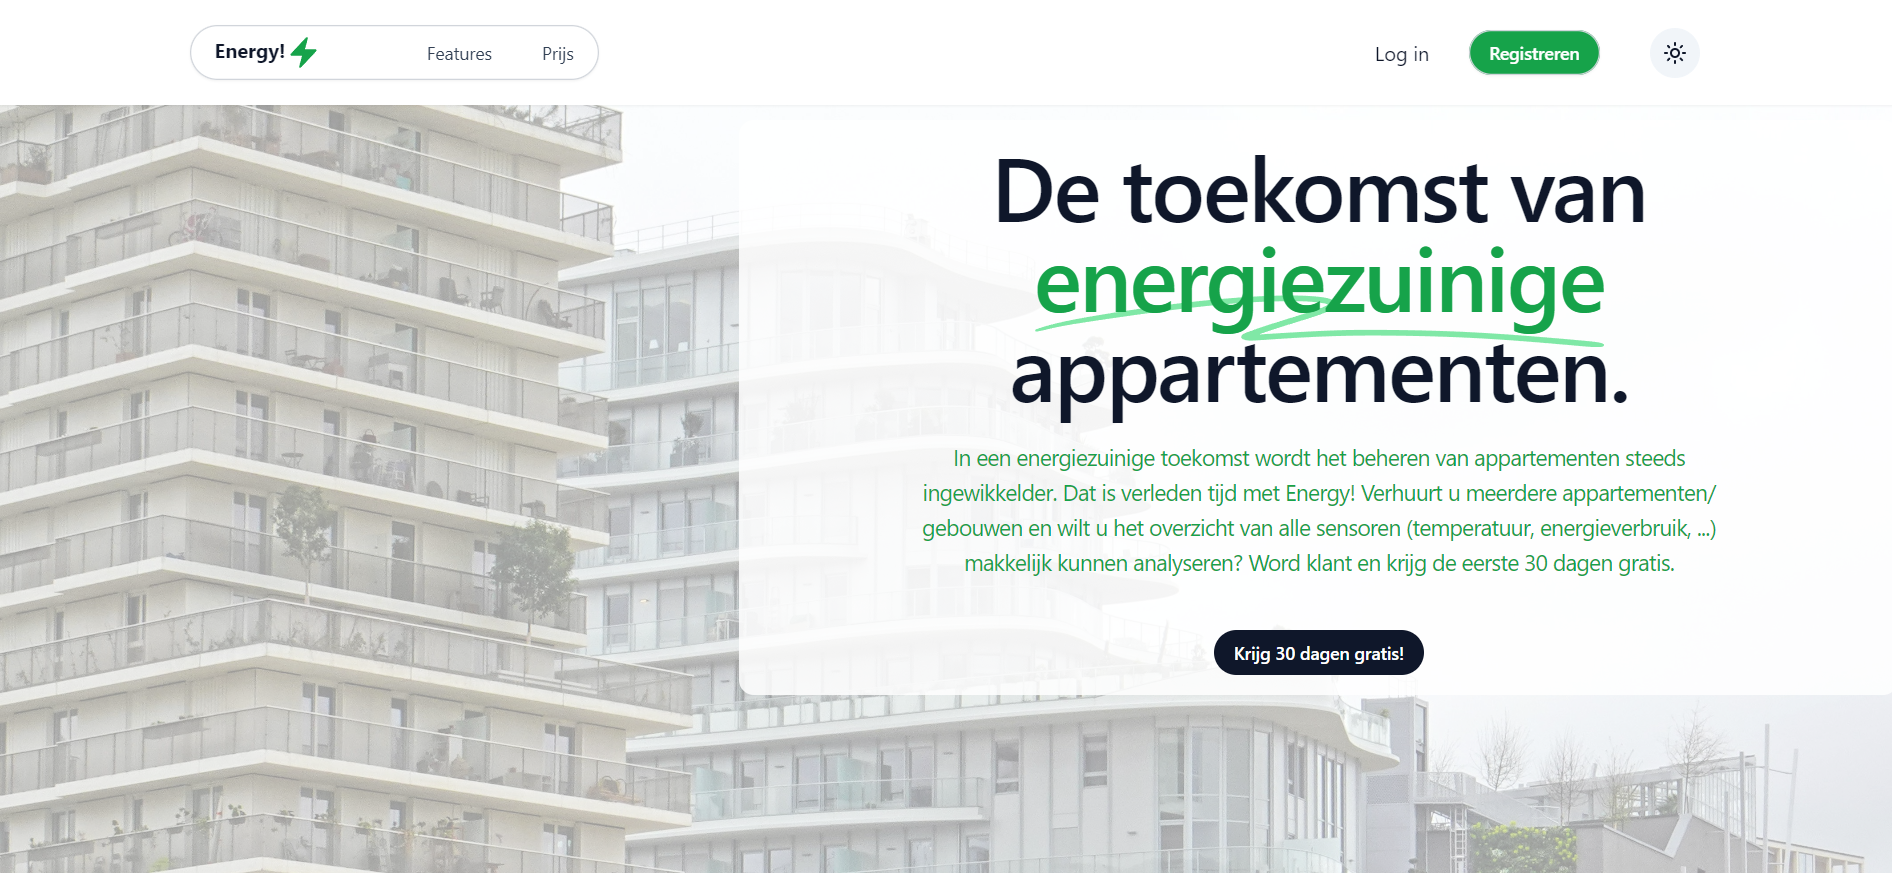 Energy!
Features
Prijs
Log in
Registreren
De toekomst van
energiezuinige
appartementen.
In een energiezuinige toekomst wordt het beheren van appartementen steeds
ingewikkelder. Dat is verleden tijd met Energy! Verhuurt u meerdere appartementen/
gebouwen en wilt u het overzicht van alle sensoren (temperatuur, energieverbruik, ...)
makkelijk kunnen analyseren? Word klant en krijg de eerste 30 dagen gratis.
Krijg 30 dagen gratis!